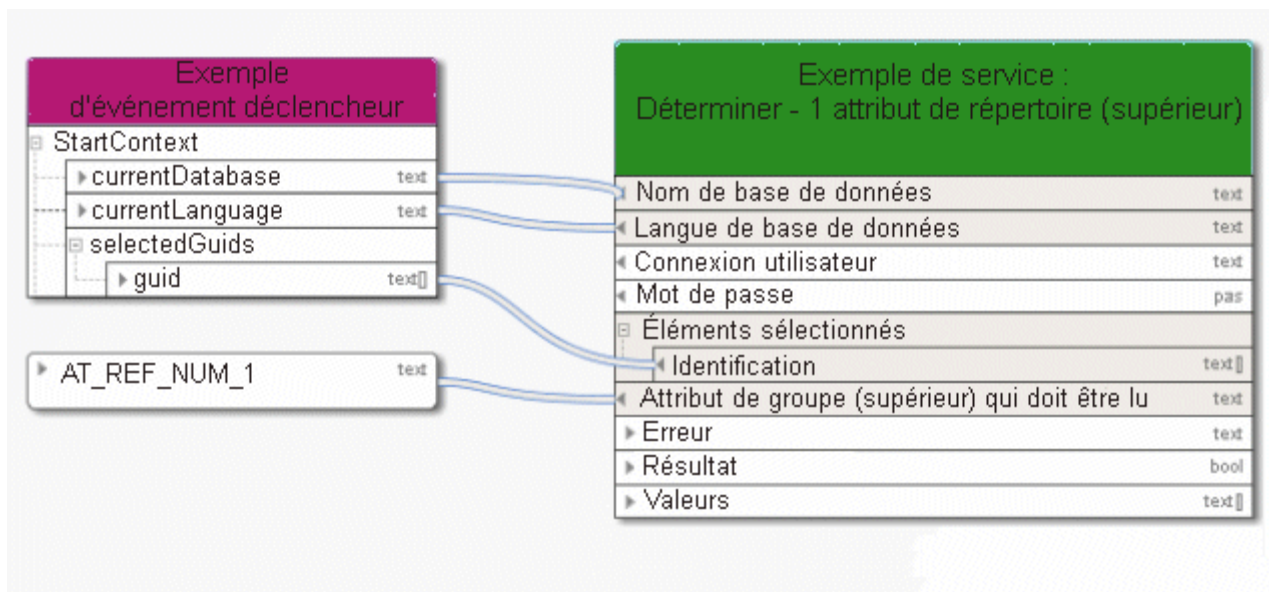 Exemple
d'événement déclencheur
StartContext
currentDatabase text
currentLanguage text
selectedGuids
guid text[]
AT_REF_NUM_1 text
Exemple de service :
Déterminer - 1 attribut de répertoire (supérieur)
Nom de base de données text
Langue de base de données text
Connexion utilisateur text
Mot de passe pas
Éléments sélectionnés
Identification text[]
Attribut de groupe (supérieur) qui doit être lu text
Erreur text
Résultat bool
Valeurs text[]